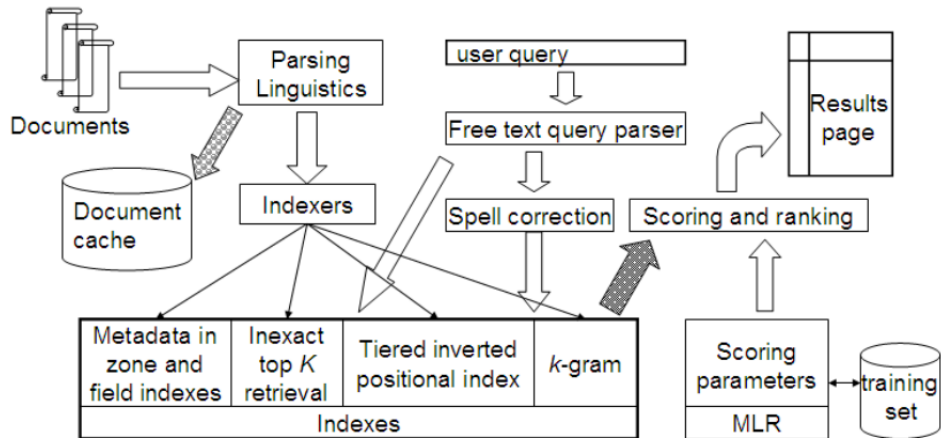 Documents
Parsing
Linguistics
user query
Results
page
Free text query parser
Document
cache
Indexers
Spell correction
Scoring and ranking
Metadata in
zone and
field indexes
Inexact
top K
retrieval
Tiered inverted
positional index
k-gram
Indexes
Scoring
parameters
MLR
training
set